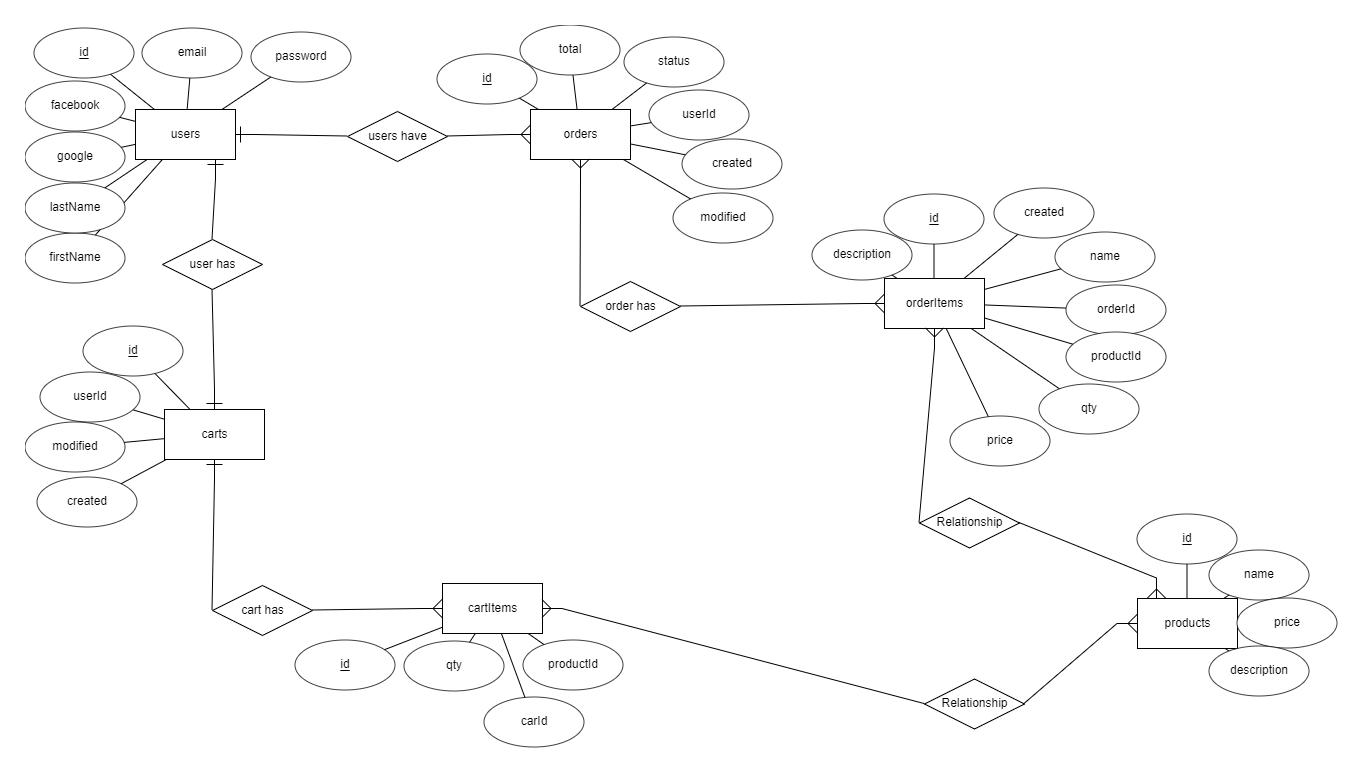 id
email
password
facebook
google
lastName
firstName
users
users have
id
total
status
userId
created
modified
orders
user has
order has
description
id
created
name
orderId
productId
qty
price
orderItems
id
userId
modified
created
carts
cart has
cartItems
id
qty
productId
carId
Relationship
Relationship
id
name
price
description
products